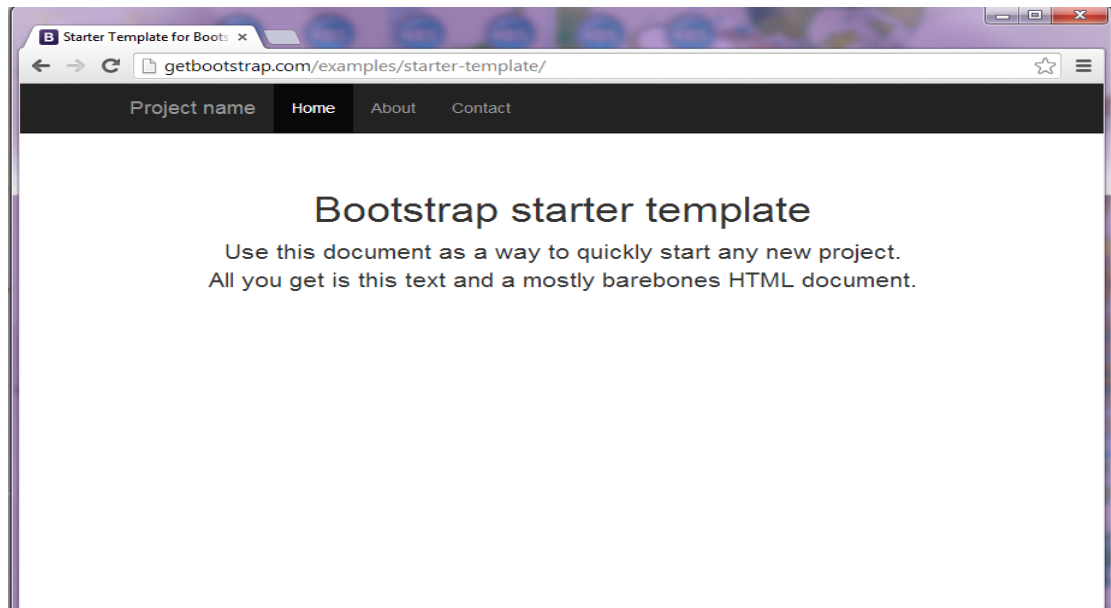 B Starter Template for Boots
getbootstrap.com/examples/starter-template/
Project name Home About Contact
Bootstrap starter template
Use this document as a way to quickly start any new project.
All you get is this text and a mostly barebones HTML document.